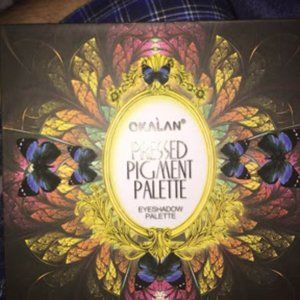 OKALAN®
PRESSED
PIGMENT
PALETTE
EYESHADOW
PALETTE